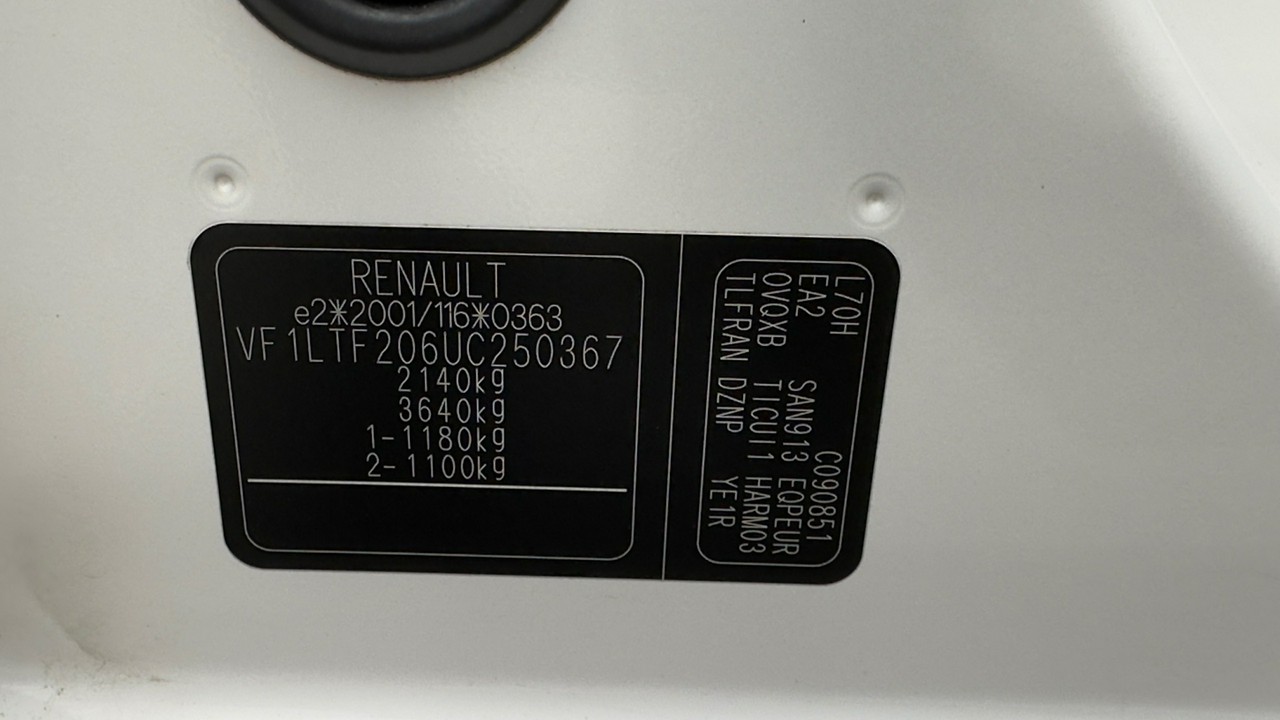 RENAULT
e2*2001/116*0363
VF1LTF206UC250367
2140kg
3640kg
1-1180kg
2-1100kg
L70H C090851
EA2 SAN913 EQPEUR
OVQXB TICUI1 HARM03
TLFRAN DZNP YE1R